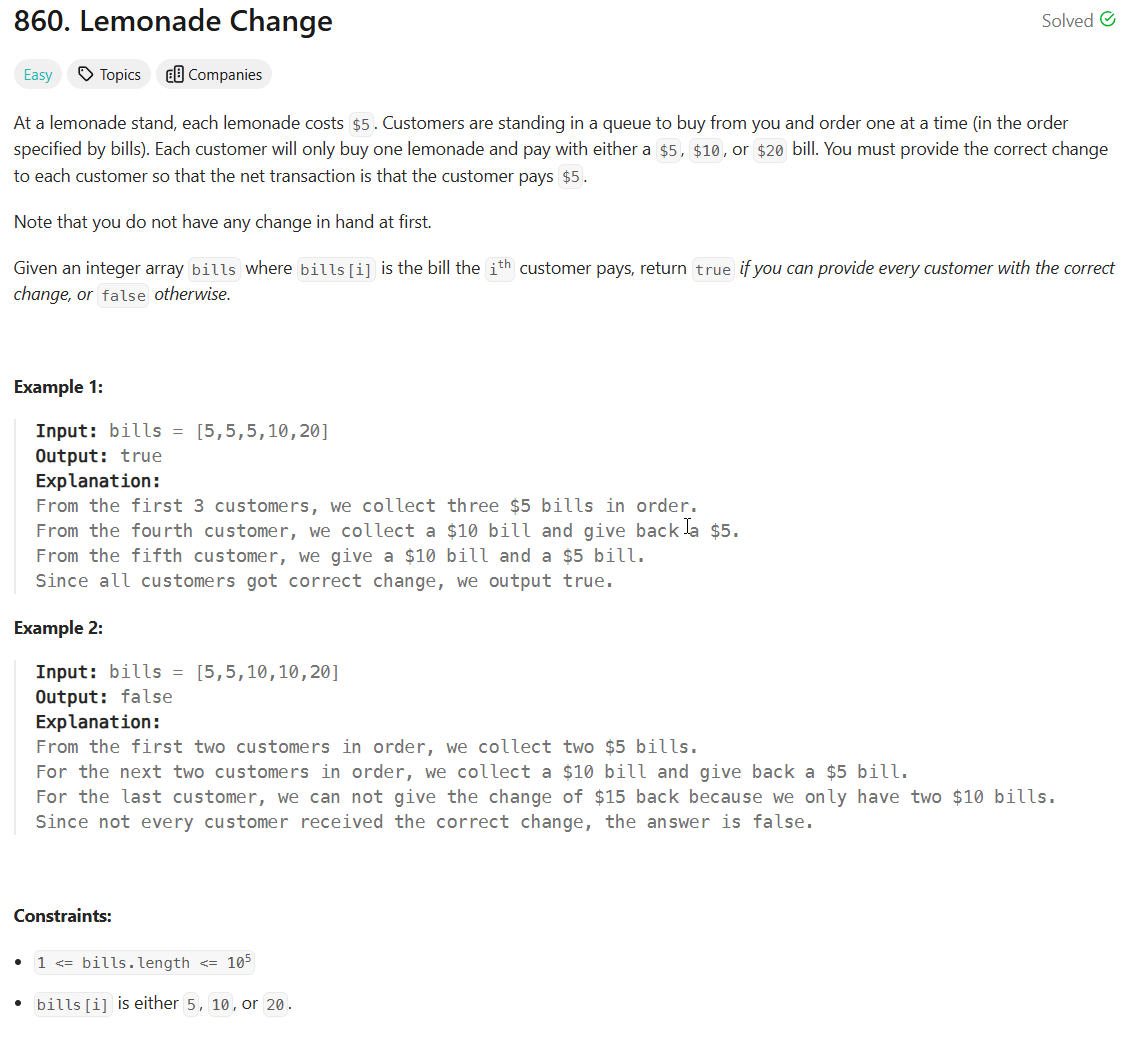 860. Lemonade Change
Solved
Easy
Topics
Companies
At a lemonade stand, each lemonade costs $5. Customers are standing in a queue to buy from you and order one at a time (in the order
specified by bills). Each customer will only buy one lemonade and pay with either a $5, $10, or $20 bill. You must provide the correct change
to each customer so that the net transaction is that the customer pays $5.
Note that you do not have any change in hand at first.
Given an integer array bills where bills[i] is the bill the ith customer pays, return true if you can provide every customer with the correct
change, or false otherwise.
Example 1:
Input: bills = [5,5,5,10,20]
Output: true
Explanation:
From the first 3 customers, we collect three $5 bills in order.
From the fourth customer, we collect a $10 bill and give back a $5.
From the fifth customer, we give a $10 bill and a $5 bill.
Since all customers got correct change, we output true.
Example 2:
Input: bills = [5,5,10,10,20]
Output: false
Explanation:
From the first two customers in order, we collect two $5 bills.
For the next two customers in order, we collect a $10 bill and give back a $5 bill.
For the last customer, we can not give the change of $15 back because we only have two $10 bills.
Since not every customer received the correct change, the answer is false.
Constraints:
• 1 <= bills.length <= 10^5
• bills[i] is either 5, 10, or 20.